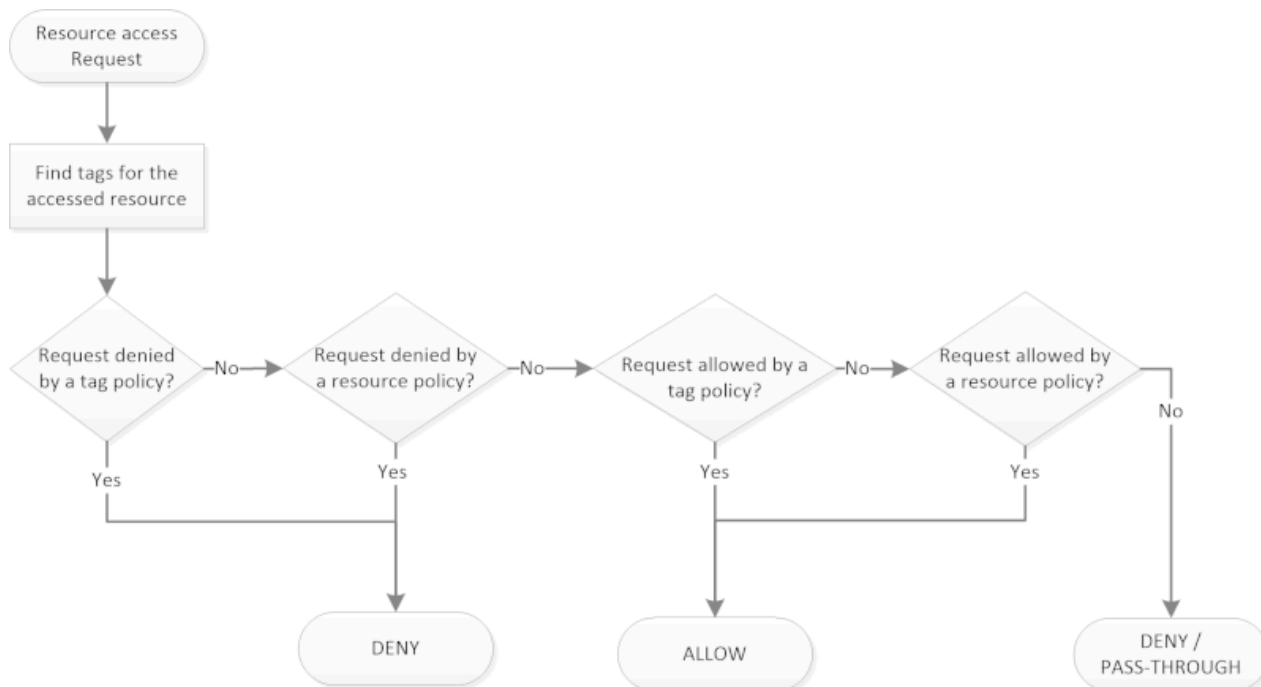 Resource access
Request
Find tags for the
accessed resource
Request denied
by a tag policy?
No
Request denied by
a resource policy?
No
Request allowed by a
tag policy?
No
Request allowed by
a resource policy?
No
Yes
Yes
Yes
Yes
DENY
ALLOW
DENY /
PASS-THROUGH